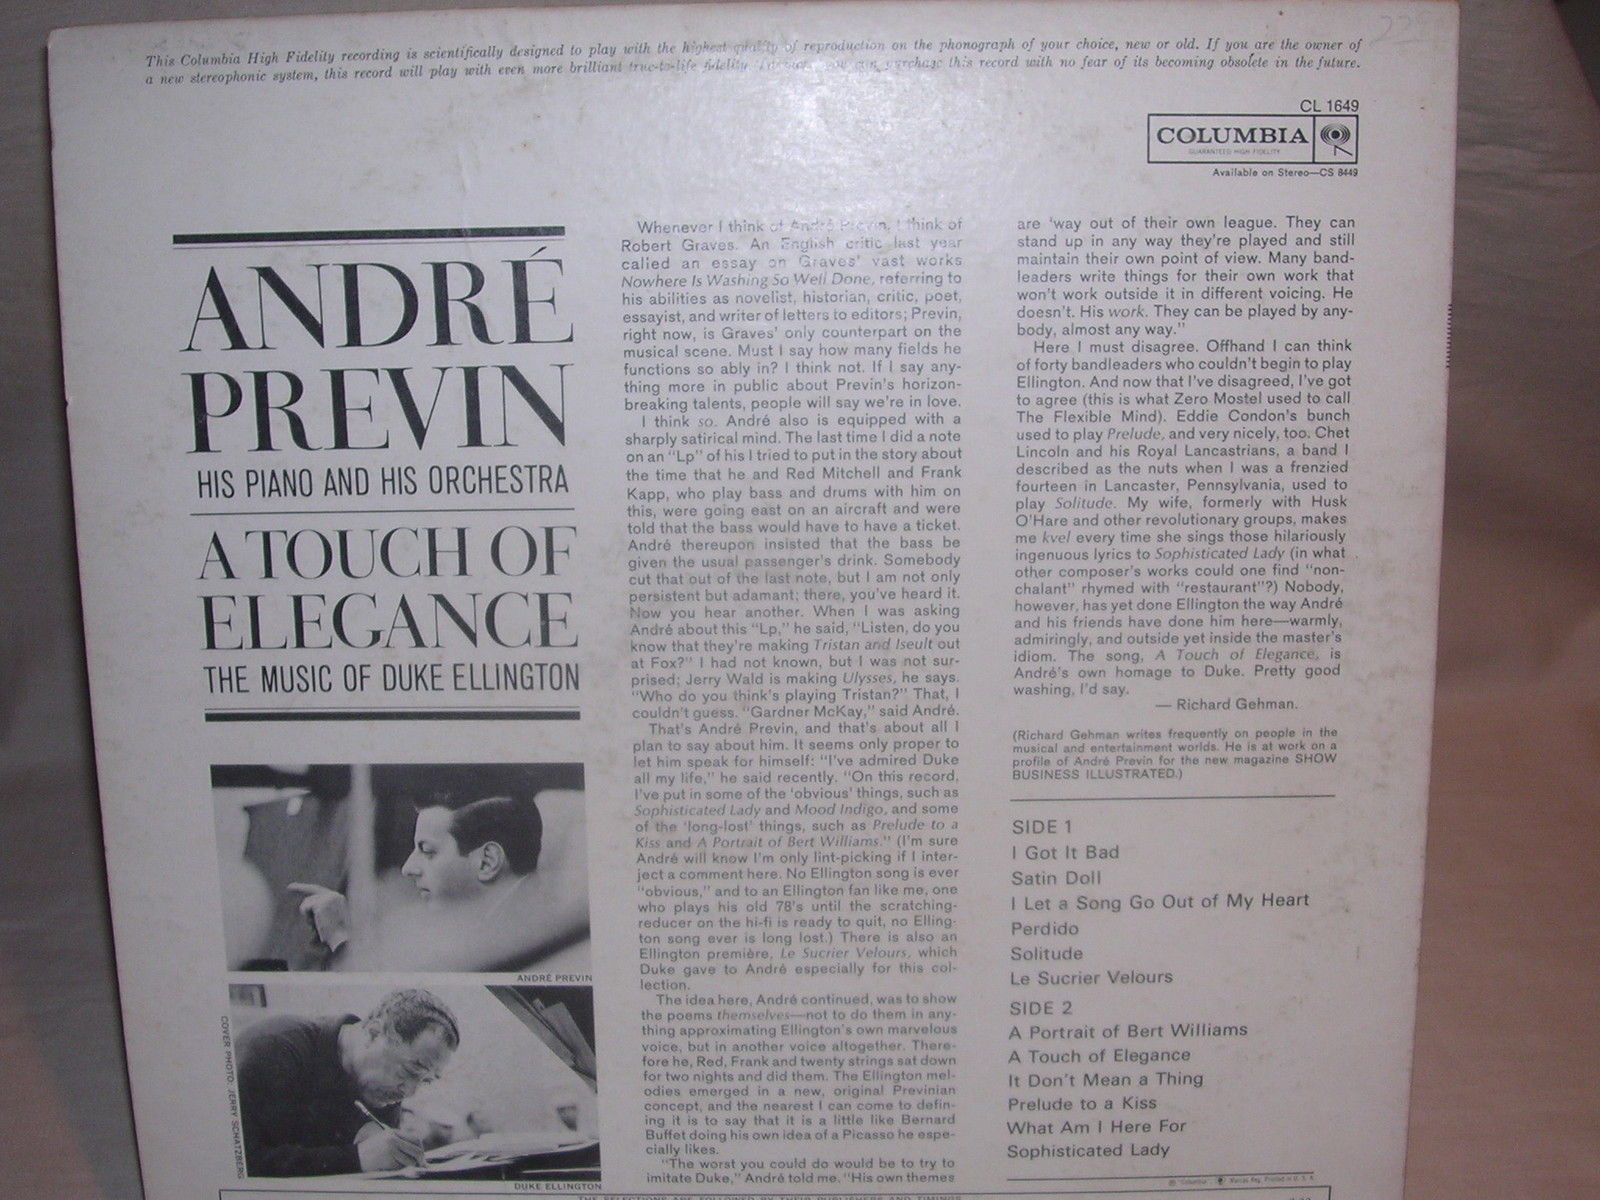 This Columbia High Fidelity recording is scientifically designed to play with the highest quality of reproduction on the phonograph of your choice, new or old. If you are the owner of
a new stereophonic system, this record will play with even more brilliant true-to-life fidelity you can purchase this record with no fear of its becoming obsolete in the future.
CL 1649
COLUMBIA
GUARANTEED HIGH FIDELITY
Available on Stereo—CS 8449
ANDRÉ
PREVIN
HIS PIANO AND HIS ORCHESTRA
A TOUCH OF
ELEGANCE
THE MUSIC OF DUKE ELLINGTON
ANDRÉ PREVIN
DUKE ELLINGTON
COVER PHOTO: JERRY SCHATZBERG
Whenever I think of André Previn, I think of
Robert Graves. An English critic last year
called an essay on Graves' vast works
Nowhere Is Washing So Well Done, referring to
his abilities as novelist, historian, critic, poet,
essayist, and writer of letters to editors; Previn,
right now, is Graves' only counterpart on the
musical scene. Must I say how many fields he
functions so ably in? I think not. If I say any-
thing more in public about Previn's horizon-
breaking talents, people will say we're in love.
I think so. André also is equipped with a
sharply satirical mind. The last time I did a note
on an "Lp" of his I tried to put in the story about
the time that he and Red Mitchell and Frank
Kapp, who play bass and drums with him on
this, were going east on an aircraft and were
told that the bass would have to have a ticket.
André thereupon insisted that the bass be
given the usual passenger's drink. Somebody
cut that out of the last note, but I am not only
persistent but adamant; there, you've heard it.
Now you hear another. When I was asking
André about this "Lp," he said, "Listen, do you
know that they're making Tristan and Iseult out
at Fox?" I had not known, but I was not sur-
prised; Jerry Wald is making Ulysses, he says.
"Who do you think's playing Tristan?" That, I
couldn't guess. "Gardner McKay," said André.
That's André Previn, and that's about all I
plan to say about him. It seems only proper to
let him speak for himself: "I've admired Duke
all my life," he said recently. "On this record,
I've put in some of the 'obvious' things, such as
Sophisticated Lady and Mood Indigo, and some
of the 'long-lost' things, such as Prelude to a
Kiss and A Portrait of Bert Williams." (I'm sure
André will know I'm only lint-picking if I inter-
ject a comment here. No Ellington song is ever
"obvious," and to an Ellington fan like me, one
who plays his old 78's until the scratching-
reducer on the hi-fi is ready to quit, no Elling-
ton song ever is long lost.) There is also an
Ellington première, Le Sucrier Velours, which
Duke gave to André especially for this col-
lection.
The idea here, André continued, was to show
the poems themselves—not to do them in any-
thing approximating Ellington's own marvelous
voice, but in another voice altogether. There-
fore he, Red, Frank and twenty strings sat down
for two nights and did them. The Ellington mel-
odies emerged in a new, original Previnian
concept, and the nearest I can come to defin-
ing it is to say that it is a little like Bernard
Buffet doing his own idea of a Picasso he espe-
cially likes.
"The worst you could do would be to try to
imitate Duke," André told me. "His own themes
are 'way out of their own league. They can
stand up in any way they're played and still
maintain their own point of view. Many band-
leaders write things for their own work that
won't work outside it in different voicing. He
doesn't. His work. They can be played by any-
body, almost any way."
Here I must disagree. Offhand I can think
of forty bandleaders who couldn't begin to play
Ellington. And now that I've disagreed, I've got
to agree (this is what Zero Mostel used to call
The Flexible Mind). Eddie Condon's bunch
used to play Prelude, and very nicely, too. Chet
Lincoln and his Royal Lancastrians, a band I
described as the nuts when I was a frenzied
fourteen in Lancaster, Pennsylvania, used to
play Solitude. My wife, formerly with Husk
O'Hare and other revolutionary groups, makes
me kvel every time she sings those hilariously
ingenuous lyrics to Sophisticated Lady (in what
other composer's works could one find "non-
chalant" rhymed with "restaurant"?) Nobody,
however, has yet done Ellington the way André
and his friends have done him here—warmly,
admiringly, and outside yet inside the master's
idiom. The song, A Touch of Elegance, is
André's own homage to Duke. Pretty good
washing, I'd say.
— Richard Gehman.
(Richard Gehman writes frequently on people in the
musical and entertainment worlds. He is at work on a
profile of André Previn for the new magazine SHOW
BUSINESS ILLUSTRATED.)
SIDE 1
I Got It Bad
Satin Doll
I Let a Song Go Out of My Heart
Perdido
Solitude
Le Sucrier Velours
SIDE 2
A Portrait of Bert Williams
A Touch of Elegance
It Don't Mean a Thing
Prelude to a Kiss
What Am I Here For
Sophisticated Lady
® "Columbia", Marcas Reg. Printed in U. S. A.
THE SELECTIONS ARE FOLLOWED BY THEIR PUBLISHERS AND TIMINGS